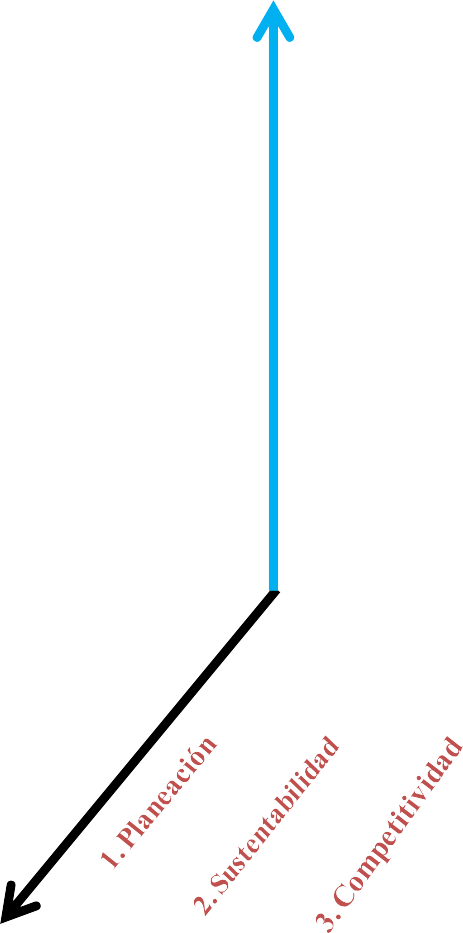 1. Planeación
2. Sustentabilidad
3. Competitividad